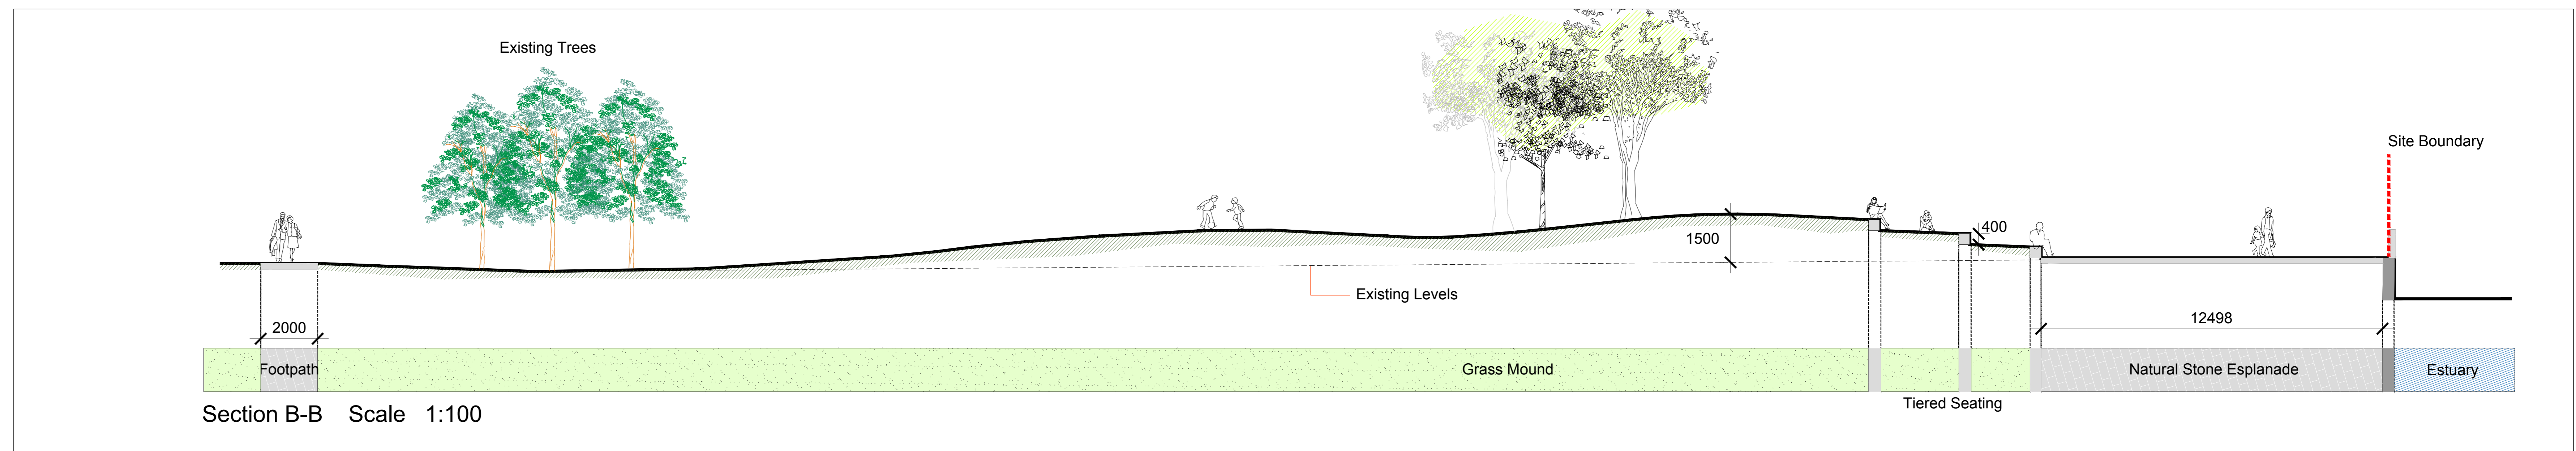 Existing Trees
Site Boundary
400
1500
Existing Levels
2000
12498
Footpath
Grass Mound
Natural Stone Esplanade
Estuary
Tiered Seating
Section B-B Scale 1:100